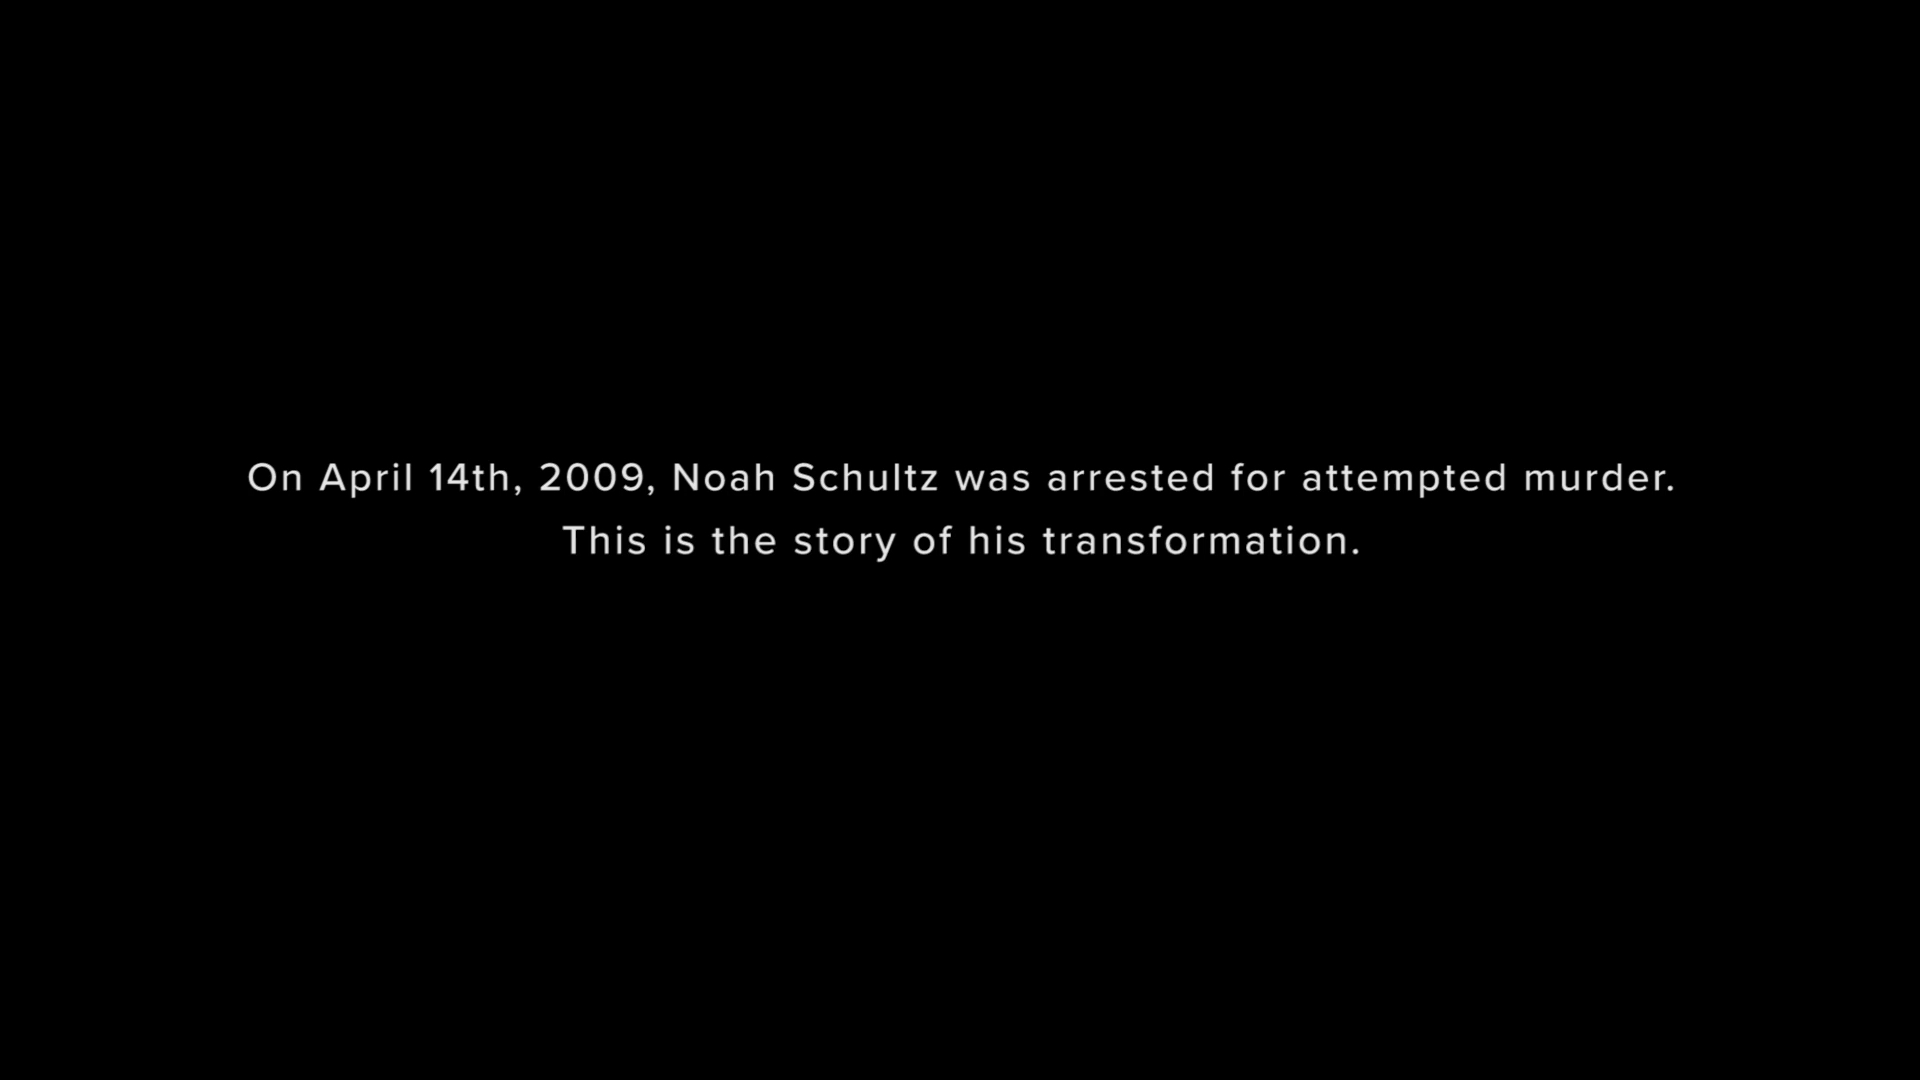 On April 14th, 2009, Noah Schultz was arrested for attempted murder.
This is the story of his transformation.